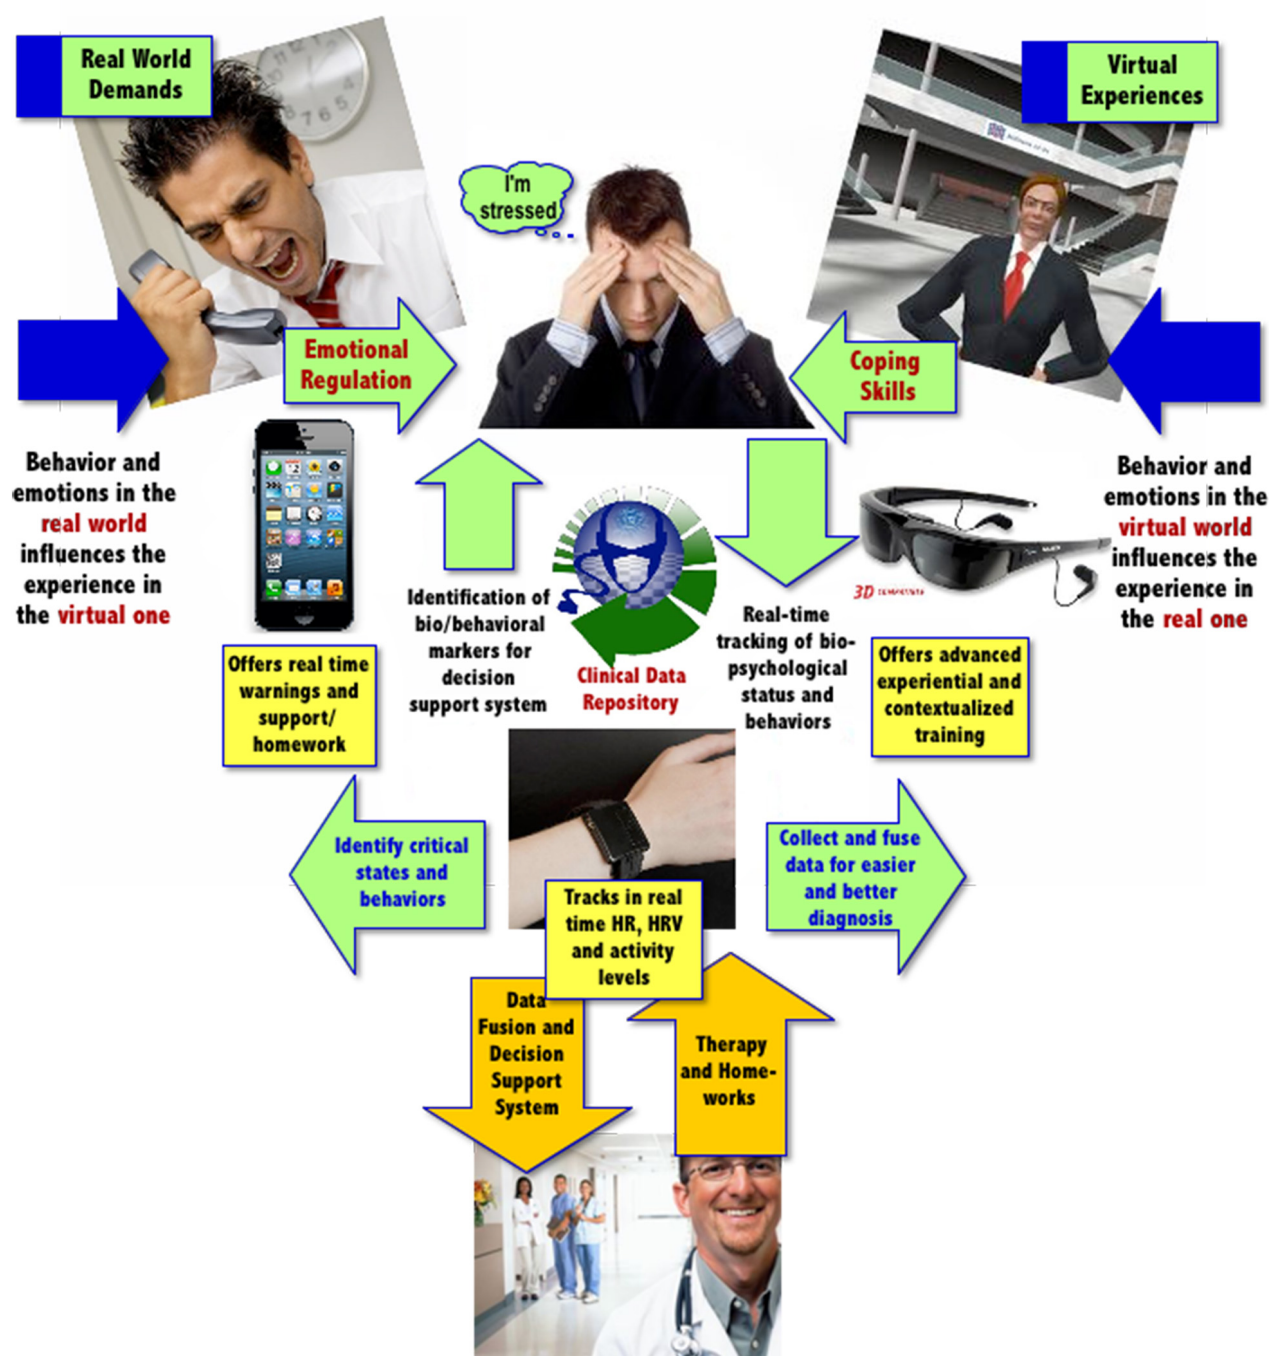 Real World
Demands
Virtual
Experiences
I'm
stressed
Emotional
Regulation
Coping
Skills
Behavior and
emotions in the
real world
influences the
experience in
the virtual one
Behavior and
emotions in the
virtual world
influences the
experience in
the real one
Identification of
bio/behavioral
markers for
decision
support system
Clinical Data
Repository
Real-time
tracking of bio-
psychological
status and
behaviors
3D
Offers real time
warnings and
support/
homework
Offers advanced
experiential and
contextualized
training
Identify critical
states and
behaviors
Collect and fuse
data for easier
and better
diagnosis
Tracks in real
time HR, HRV
and activity
levels
Data
Fusion and
Decision
Support
System
Therapy
and Home-
works